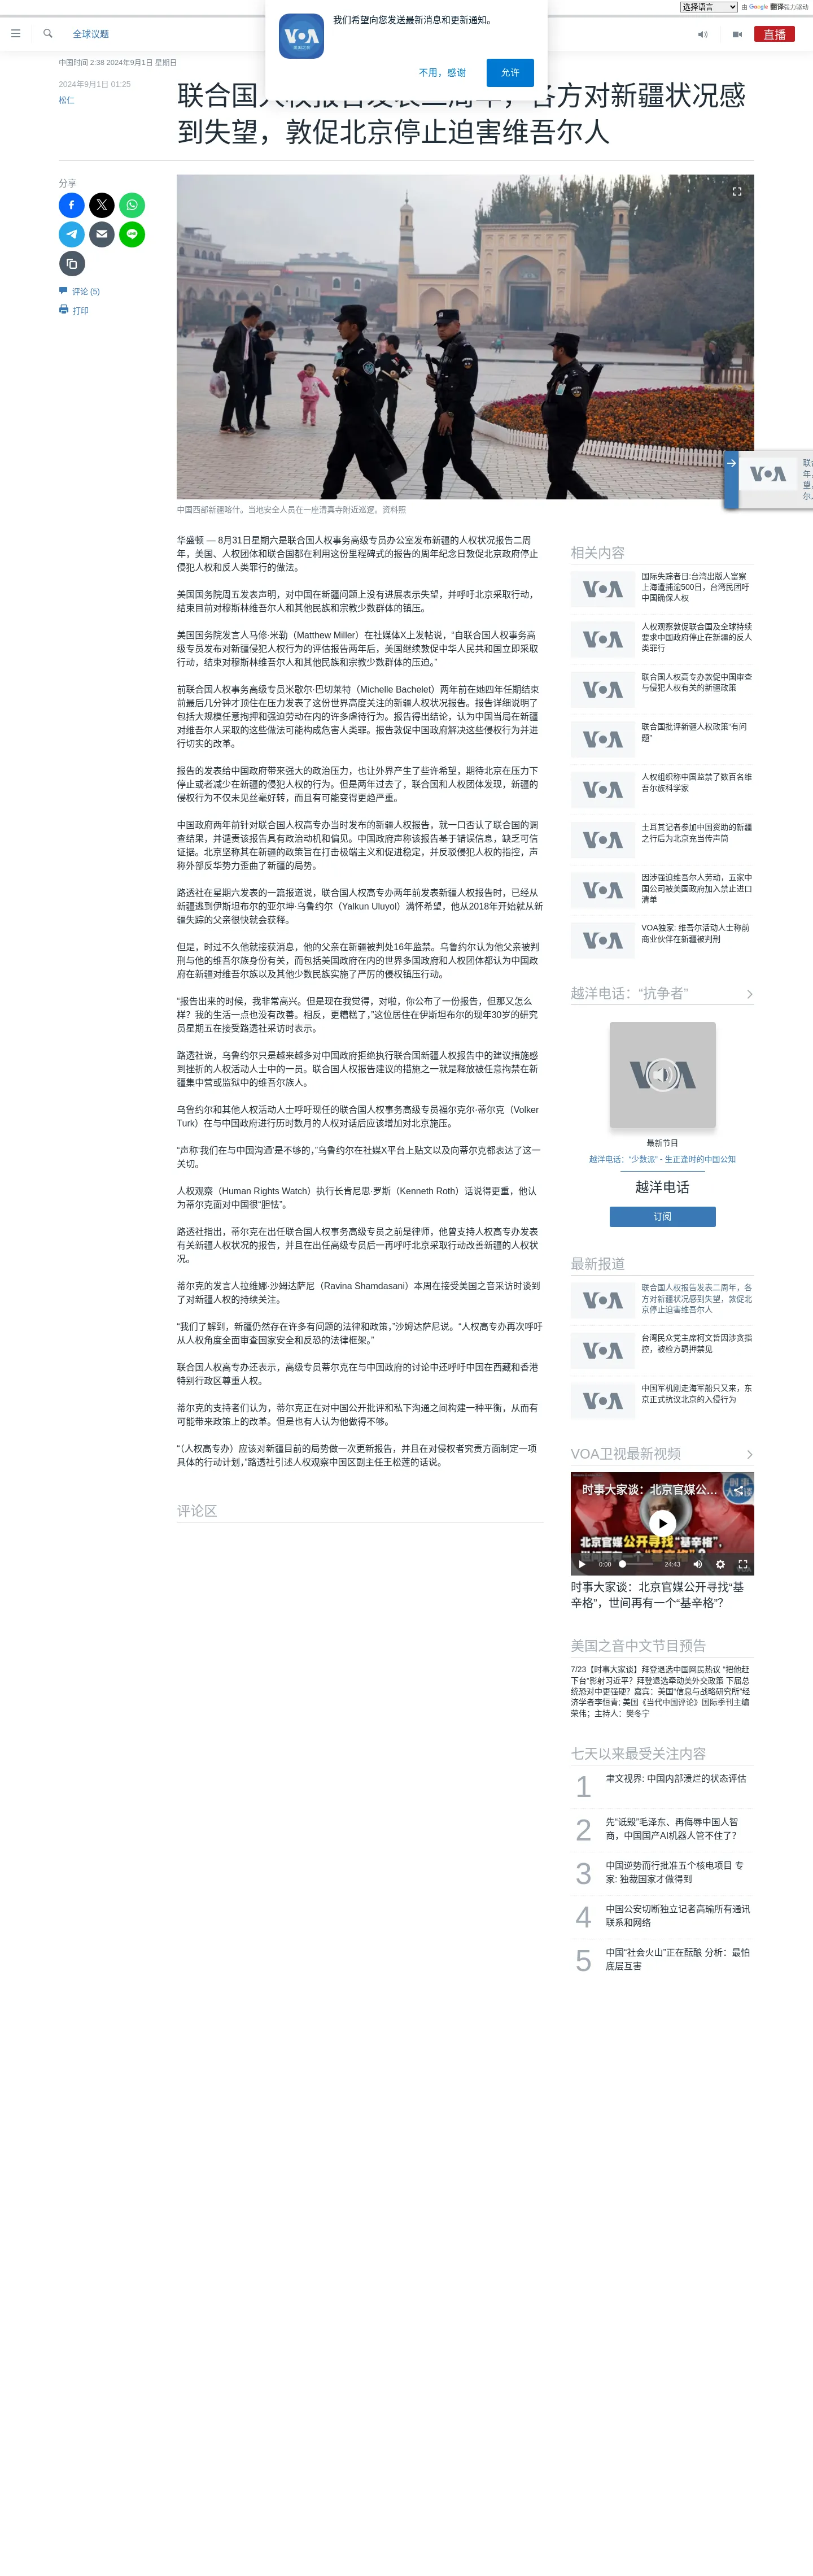 选择语言
由 Google 翻译强力驱动
我们希望向您发送最新消息和更新通知。
VOA
美国之音
不用，感谢
允许
全球议题
直播
中国时间 2:38 2024年9月1日 星期日
2024年9月1日 01:25
松仁
联合国人权报告发表二周年，各方对新疆状况感
到失望，敦促北京停止迫害维吾尔人
分享
评论 (5)
打印
中国西部新疆喀什。当地安全人员在一座清真寺附近巡逻。资料照
VOA
华盛顿 — 8月31日星期六是联合国人权事务高级专员办公室发布新疆的人权状况报告二周
年，美国、人权团体和联合国都在利用这份里程碑式的报告的周年纪念日敦促北京政府停止
侵犯人权和反人类罪行的做法。
美国国务院周五发表声明，对中国在新疆问题上没有进展表示失望，并呼吁北京采取行动，
结束目前对穆斯林维吾尔人和其他民族和宗教少数群体的镇压。
美国国务院发言人马修·米勒（Matthew Miller）在社媒体X上发帖说，“自联合国人权事务高
级专员发布对新疆侵犯人权行为的评估报告两年后，美国继续敦促中华人民共和国立即采取
行动，结束对穆斯林维吾尔人和其他民族和宗教少数群体的压迫。”
前联合国人权事务高级专员米歇尔·巴切莱特（Michelle Bachelet）两年前在她四年任期结束
前最后几分钟才顶住在压力发表了这份世界高度关注的新疆人权状况报告。报告详细说明了
包括大规模任意拘押和强迫劳动在内的许多虐待行为。报告得出结论，认为中国当局在新疆
对维吾尔人采取的这些做法可能构成危害人类罪。报告敦促中国政府解决这些侵权行为并进
行切实的改革。
报告的发表给中国政府带来强大的政治压力，也让外界产生了些许希望，期待北京在压力下
停止或者减少在新疆的侵犯人权的行为。但是两年过去了，联合国和人权团体发现，新疆的
侵权行为不仅未见丝毫好转，而且有可能变得更趋严重。
中国政府两年前针对联合国人权高专办当时发布的新疆人权报告，就一口否认了联合国的调
查结果，并谴责该报告具有政治动机和偏见。中国政府声称该报告基于错误信息，缺乏可信
证据。北京坚称其在新疆的政策旨在打击极端主义和促进稳定，并反驳侵犯人权的指控，声
称外部反华势力歪曲了新疆的局势。
路透社在星期六发表的一篇报道说，联合国人权高专办两年前发表新疆人权报告时，已经从
新疆逃到伊斯坦布尔的亚尔坤·乌鲁约尔（Yalkun Uluyol）满怀希望，他从2018年开始就从新
疆失踪的父亲很快就会获释。
但是，时过不久他就接获消息，他的父亲在新疆被判处16年监禁。乌鲁约尔认为他父亲被判
刑与他的维吾尔族身份有关，而包括美国政府在内的世界多国政府和人权团体都认为中国政
府在新疆对维吾尔族以及其他少数民族实施了严厉的侵权镇压行动。
“报告出来的时候，我非常高兴。但是现在我觉得，对啦，你公布了一份报告，但那又怎么
样？我的生活一点也没有改善。相反，更糟糕了，”这位居住在伊斯坦布尔的现年30岁的研究
员星期五在接受路透社采访时表示。
路透社说，乌鲁约尔只是越来越多对中国政府拒绝执行联合国新疆人权报告中的建议措施感
到挫折的人权活动人士中的一员。联合国人权报告建议的措施之一就是释放被任意拘禁在新
疆集中营或监狱中的维吾尔族人。
乌鲁约尔和其他人权活动人士呼吁现任的联合国人权事务高级专员福尔克尔·蒂尔克（Volker
Turk）在与中国政府进行历时数月的人权对话后应该增加对北京施压。
“声称‘我们在与中国沟通’是不够的，”乌鲁约尔在社媒X平台上贴文以及向蒂尔克都表达了这一
关切。
人权观察（Human Rights Watch）执行长肯尼思·罗斯（Kenneth Roth）话说得更重，他认
为蒂尔克面对中国很“胆怯”。
路透社指出，蒂尔克在出任联合国人权事务高级专员之前是律师，他曾支持人权高专办发表
有关新疆人权状况的报告，并且在出任高级专员后一再呼吁北京采取行动改善新疆的人权状
况。
蒂尔克的发言人拉维娜·沙姆达萨尼（Ravina Shamdasani）本周在接受美国之音采访时谈到
了对新疆人权的持续关注。
“我们了解到，新疆仍然存在许多有问题的法律和政策，”沙姆达萨尼说。“人权高专办再次呼吁
从人权角度全面审查国家安全和反恐的法律框架。”
联合国人权高专办还表示，高级专员蒂尔克在与中国政府的讨论中还呼吁中国在西藏和香港
特别行政区尊重人权。
蒂尔克的支持者们认为，蒂尔克正在对中国公开批评和私下沟通之间构建一种平衡，从而有
可能带来政策上的改革。但是也有人认为他做得不够。
“（人权高专办）应该对新疆目前的局势做一次更新报告，并且在对侵权者究责方面制定一项
具体的行动计划，”路透社引述人权观察中国区副主任王松莲的话说。
评论区
相关内容
VOA
国际失踪者日:台湾出版人富察
上海遭捕逾500日，台湾民团吁
中国确保人权
VOA
人权观察敦促联合国及全球持续
要求中国政府停止在新疆的反人
类罪行
VOA
联合国人权高专办敦促中国审查
与侵犯人权有关的新疆政策
VOA
联合国批评新疆人权政策“有问
题”
VOA
人权组织称中国监禁了数百名维
吾尔族科学家
VOA
土耳其记者参加中国资助的新疆
之行后为北京充当传声筒
VOA
因涉强迫维吾尔人劳动，五家中
国公司被美国政府加入禁止进口
清单
VOA
VOA独家: 维吾尔活动人士称前
商业伙伴在新疆被判刑
越洋电话：“抗争者”
VOA
最新节目
越洋电话：“少数派” - 生正逢时的中国公知
越洋电话
订阅
最新报道
VOA
联合国人权报告发表二周年，各
方对新疆状况感到失望，敦促北
京停止迫害维吾尔人
VOA
台湾民众党主席柯文哲因涉贪指
控，被检方羁押禁见
VOA
中国军机刚走海军船只又来，东
京正式抗议北京的入侵行为
VOA卫视最新视频
时事大家谈：北京官媒公...
北京官媒公开寻找“基辛格”，
0:00
24:43
时事大家谈：北京官媒公开寻找“基
辛格”，世间再有一个“基辛格”？
美国之音中文节目预告
7/23【时事大家谈】拜登退选中国网民热议 “把他赶
下台”影射习近平？拜登退选牵动美外交政策 下届总
统恐对中更强硬？嘉宾：美国“信息与战略研究所”经
济学者李恒青; 美国《当代中国评论》国际季刊主编
荣伟；主持人：樊冬宁
七天以来最受关注内容
1
聿文视界: 中国内部溃烂的状态评估
2
先“诋毁”毛泽东、再侮辱中国人智
商，中国国产AI机器人管不住了？
3
中国逆势而行批准五个核电项目 专
家: 独裁国家才做得到
4
中国公安切断独立记者高瑜所有通讯
联系和网络
5
中国“社会火山”正在酝酿 分析：最怕
底层互害